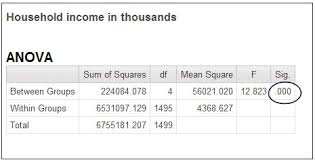 Household income in thousands
ANOVA
Sum of Squares df Mean Square F Sig.
Between Groups 224084.078 4 56021.020 12.823 .000
Within Groups 6531097.129 1495 4368.627
Total 6755181.207 1499